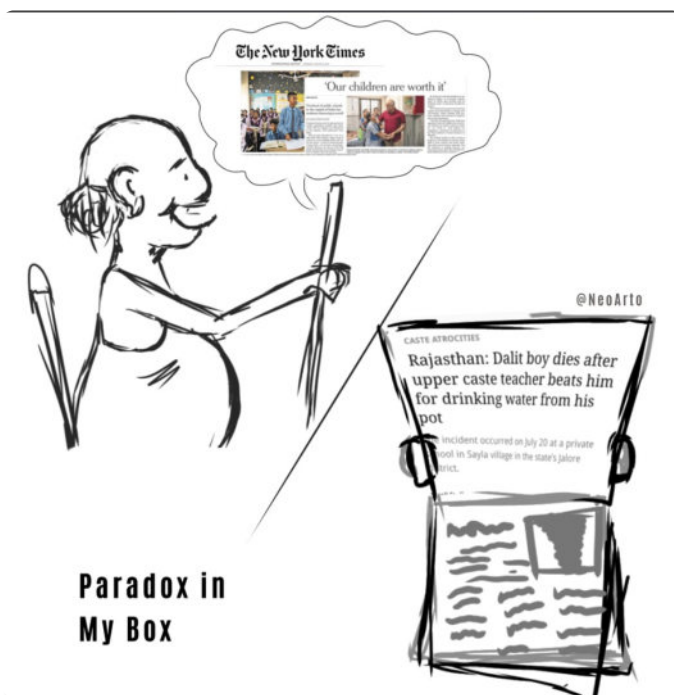 The New York Times
'Our children are worth it'
@NeoArto
CASTE ATROCITIES
Rajasthan: Dalit boy dies after
upper caste teacher beats him
for drinking water from his
pot
incident occurred on July 20 at a private
ool in Sayla village in the state's Jalore
trict.
Paradox in
My Box